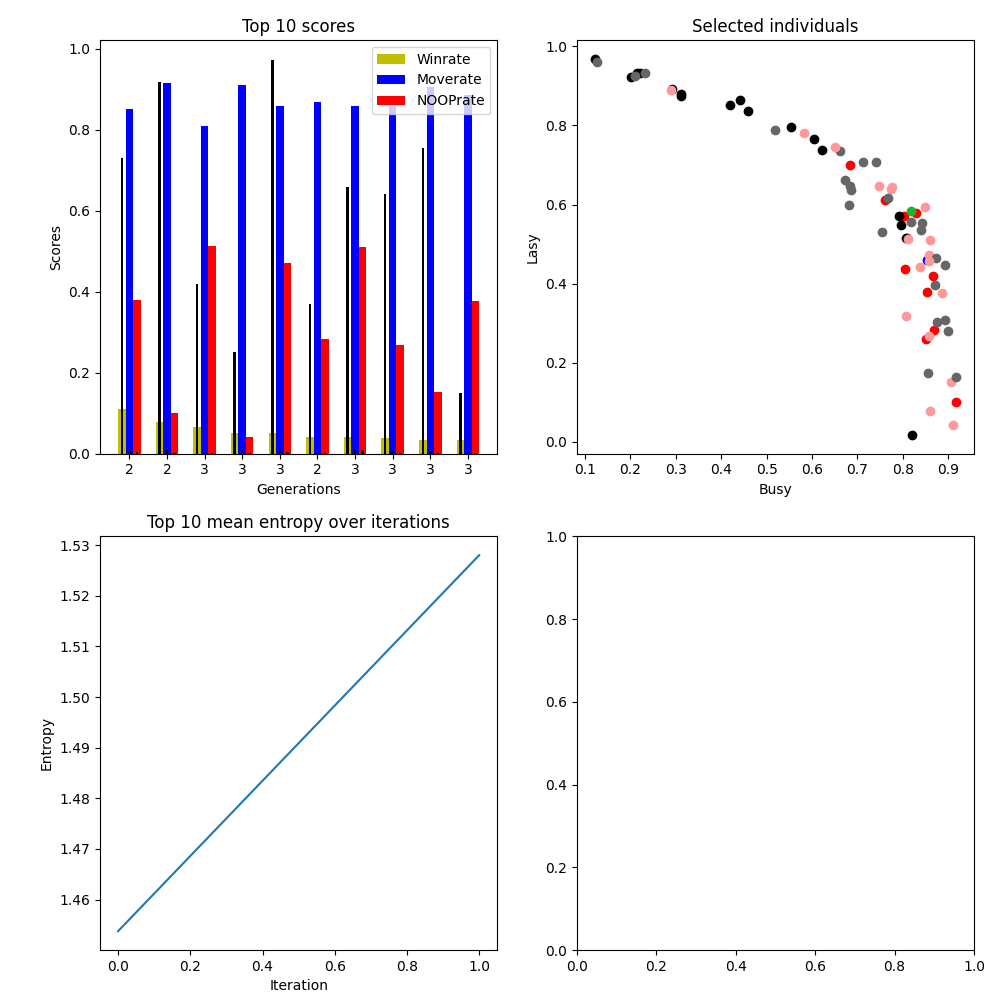 Top 10 scores
Winrate
Moverate
NOOPrate
Scores
1.0
0.8
0.6
0.4
0.2
0.0
2 2 3 3 3 2 3 3 3 3
Generations
Selected individuals
Lasy
1.0
0.8
0.6
0.4
0.2
0.0
0.1 0.2 0.3 0.4 0.5 0.6 0.7 0.8 0.9
Busy
Top 10 mean entropy over iterations
Entropy
1.53
1.52
1.51
1.50
1.49
1.48
1.47
1.46
0.0 0.2 0.4 0.6 0.8 1.0
Iteration
1.0
0.8
0.6
0.4
0.2
0.0
0.0 0.2 0.4 0.6 0.8 1.0